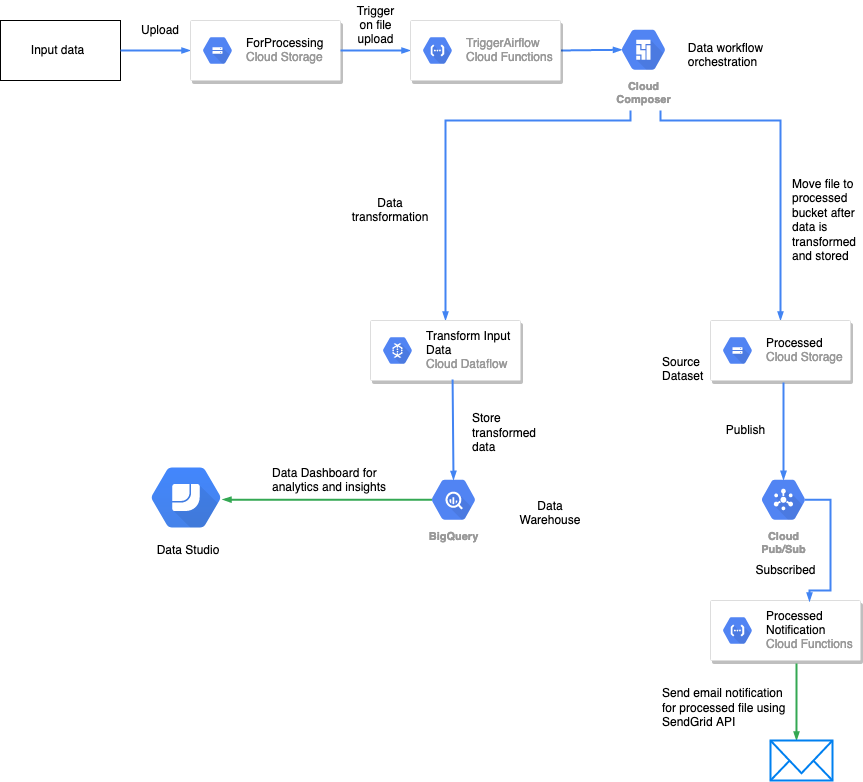 Input data
Upload
ForProcessing
Cloud Storage
Trigger
on file
upload
TriggerAirflow
Cloud Functions
Cloud
Composer
Data workflow
orchestration
Data
transformation
Move file to
processed
bucket after
data is
transformed
and stored
Transform Input
Data
Cloud Dataflow
Source
Dataset
Processed
Cloud Storage
Store
transformed
data
Publish
Data Dashboard for
analytics and insights
Data Studio
BigQuery
Data
Warehouse
Cloud
Pub/Sub
Subscribed
Processed
Notification
Cloud Functions
Send email notification
for processed file using
SendGrid API